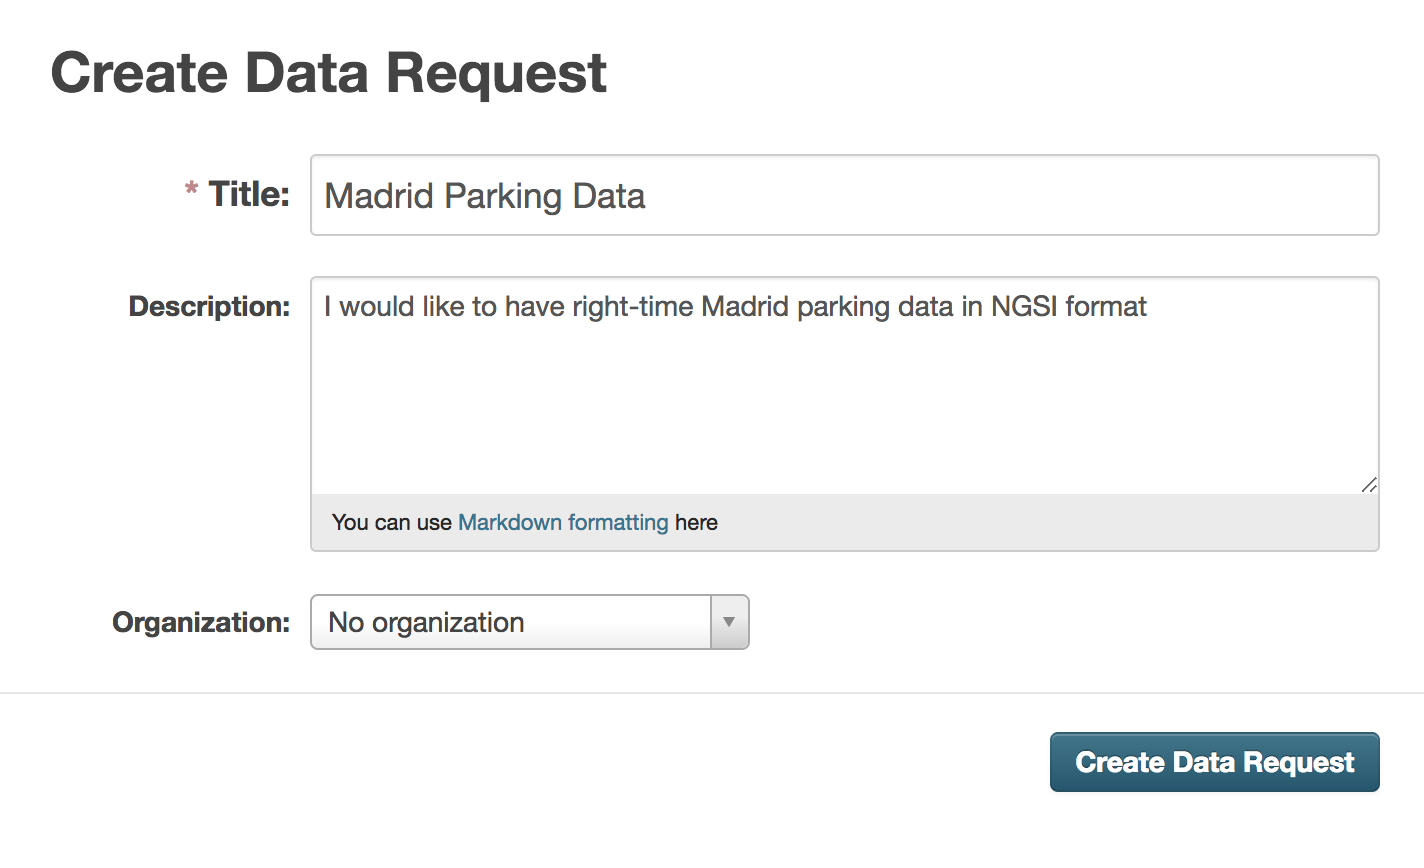 Create Data Request
* Title:
Madrid Parking Data
Description:
I would like to have right-time Madrid parking data in NGSI format
You can use Markdown formatting here
Organization:
No organization
Create Data Request